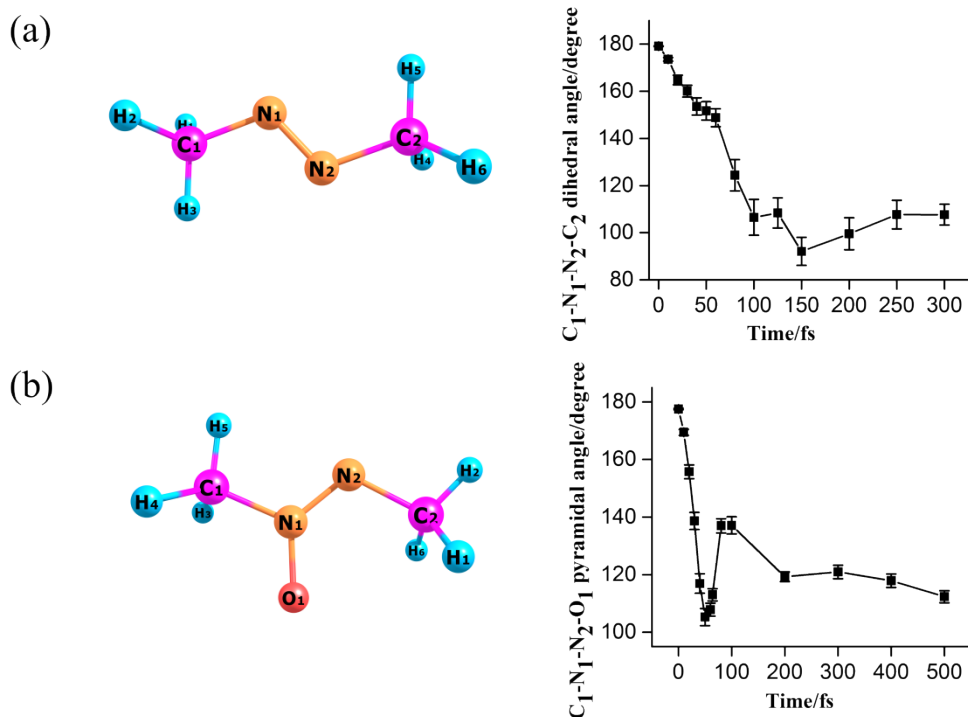 (a)
H5
H2
H1
N1
C1
C2
N2
H4
H6
H3
C1-N1-N2-C2 dihedral angle/degree
180
160
140
120
100
80
0 50 100 150 200 250 300
Time/fs
(b)
H5
N2
H2
C1
H4
H3
N1
C2
H6
H1
O1
C1-N1-N2-O1 pyramidal angle/degree
180
160
140
120
100
0 100 200 300 400 500
Time/fs